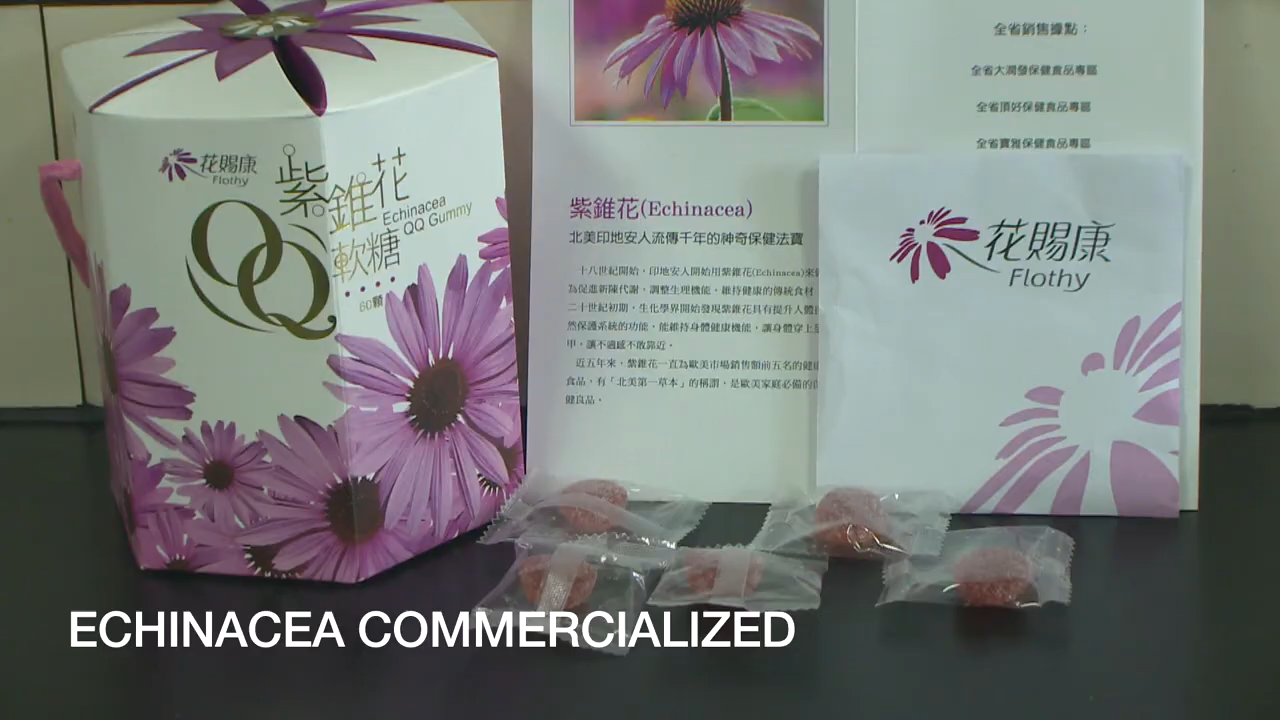 花賜康
Flothy
紫錐花
Echinacea
QQ Gummy
QQ
軟糖
60顆
紫錐花(Echinacea)
北美印地安人流傳千年的神奇保健法寶
十八世紀開始，印地安人開始用紫錐花(Echinacea)來
為促進新陳代謝，調整生理機能，維持健康的傳統食材
二十世紀初期，生化學界開始發現紫錐花具有提升人體
然保護系統的功能，能維持身體健康機能，讓身體穿上
甲，讓不適感不敢靠近。
近五年來，紫錐花一直為歐美市場銷售額前五名的健
食品，有「北美第一草本」的稱謂，是歐美家庭必備的
健良品。
全省銷售據點：
全省大潤發保健食品專區
全省頂好保健食品專區
全省寶雅保健食品專區
花賜康
Flothy
ECHINACEA COMMERCIALIZED